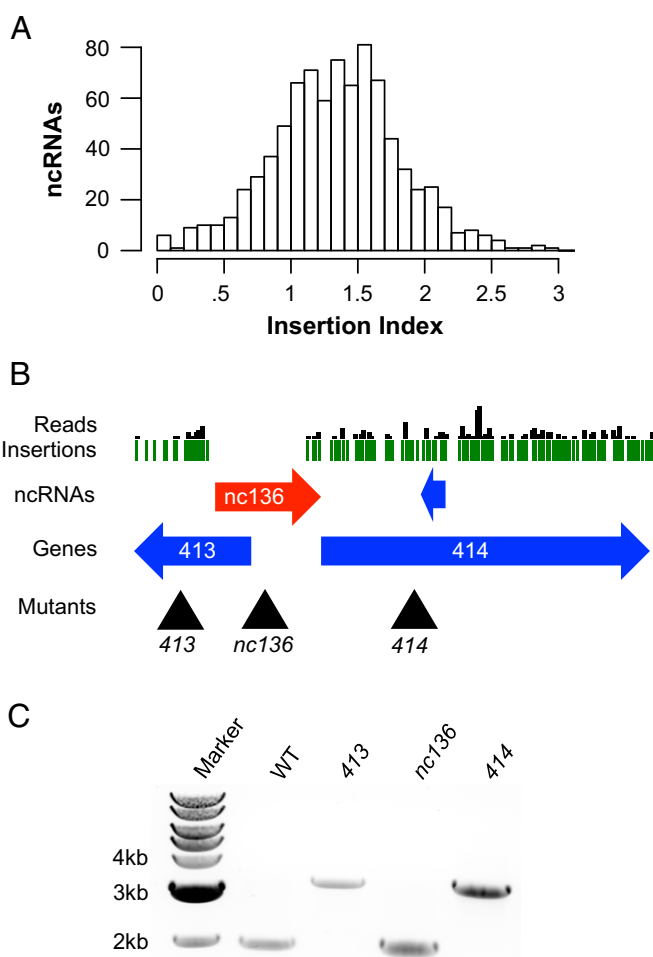 A
80
60
40
20
0
ncRNAs
0 .5 1 1.5 2 2.5 3
Insertion Index
B
Reads
Insertions
ncRNAs
nc136
Genes
413 414
Mutants
413 nc136 414
C
Marker WT 413 nc136 414
4kb
3kb
2kb